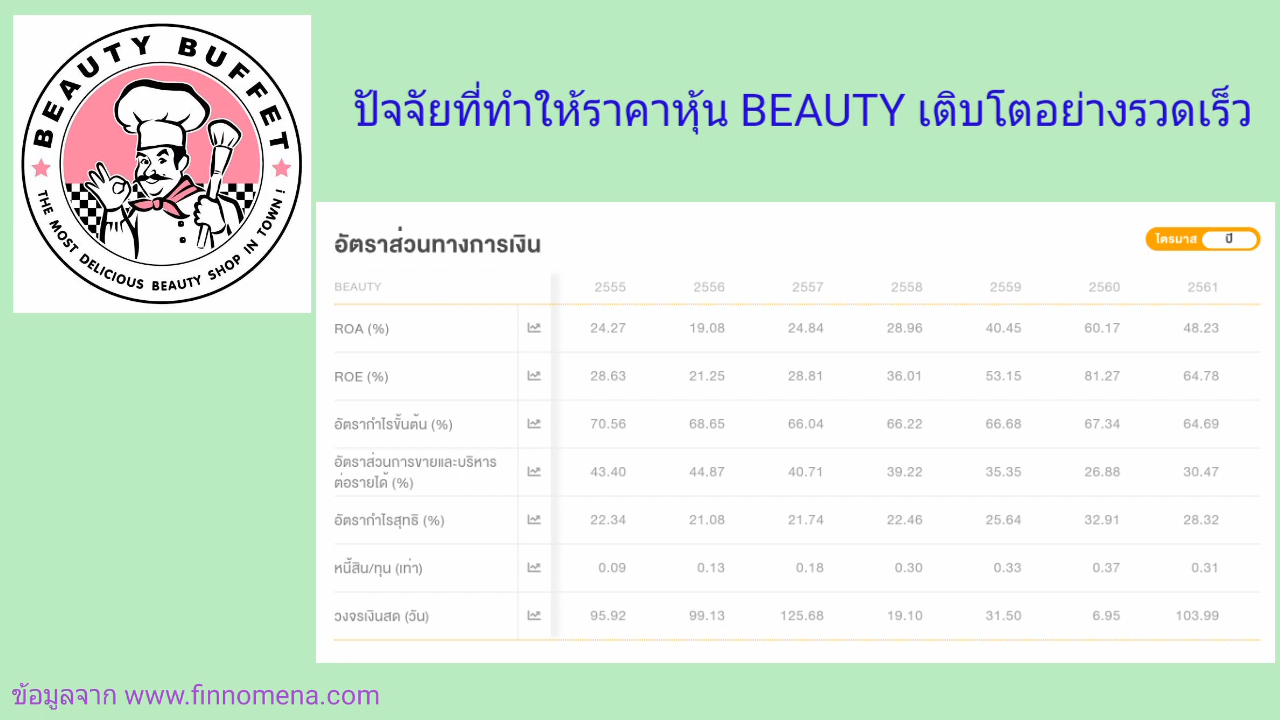 BEAUTY BUFFET
THE MOST DELICIOUS BEAUTY SHOP IN TOWN !
ปัจจัยที่ทำให้ราคาหุ้น BEAUTY เติบโตอย่างรวดเร็ว
อัตราส่วนทางการเงิน
ไตรมาส ปี
BEAUTY 2555 2556 2557 2558 2559 2560 2561
ROA (%) 24.27 19.08 24.84 28.96 40.45 60.17 48.23
ROE (%) 28.63 21.25 28.81 36.01 53.15 81.27 64.78
อัตรากำไรขั้นต้น (%) 70.56 68.65 66.04 66.22 66.68 67.34 64.69
อัตราส่วนการขายและบริหาร
ต่อรายได้ (%) 43.40 44.87 40.71 39.22 35.35 26.88 30.47
อัตรากำไรสุทธิ (%) 22.34 21.08 21.74 22.46 25.64 32.91 28.32
หนี้สิน/ทุน (เท่า) 0.09 0.13 0.18 0.30 0.33 0.37 0.31
วงจรเงินสด (วัน) 95.92 99.13 125.68 19.10 31.50 6.95 103.99
ข้อมูลจาก www.finnomena.com